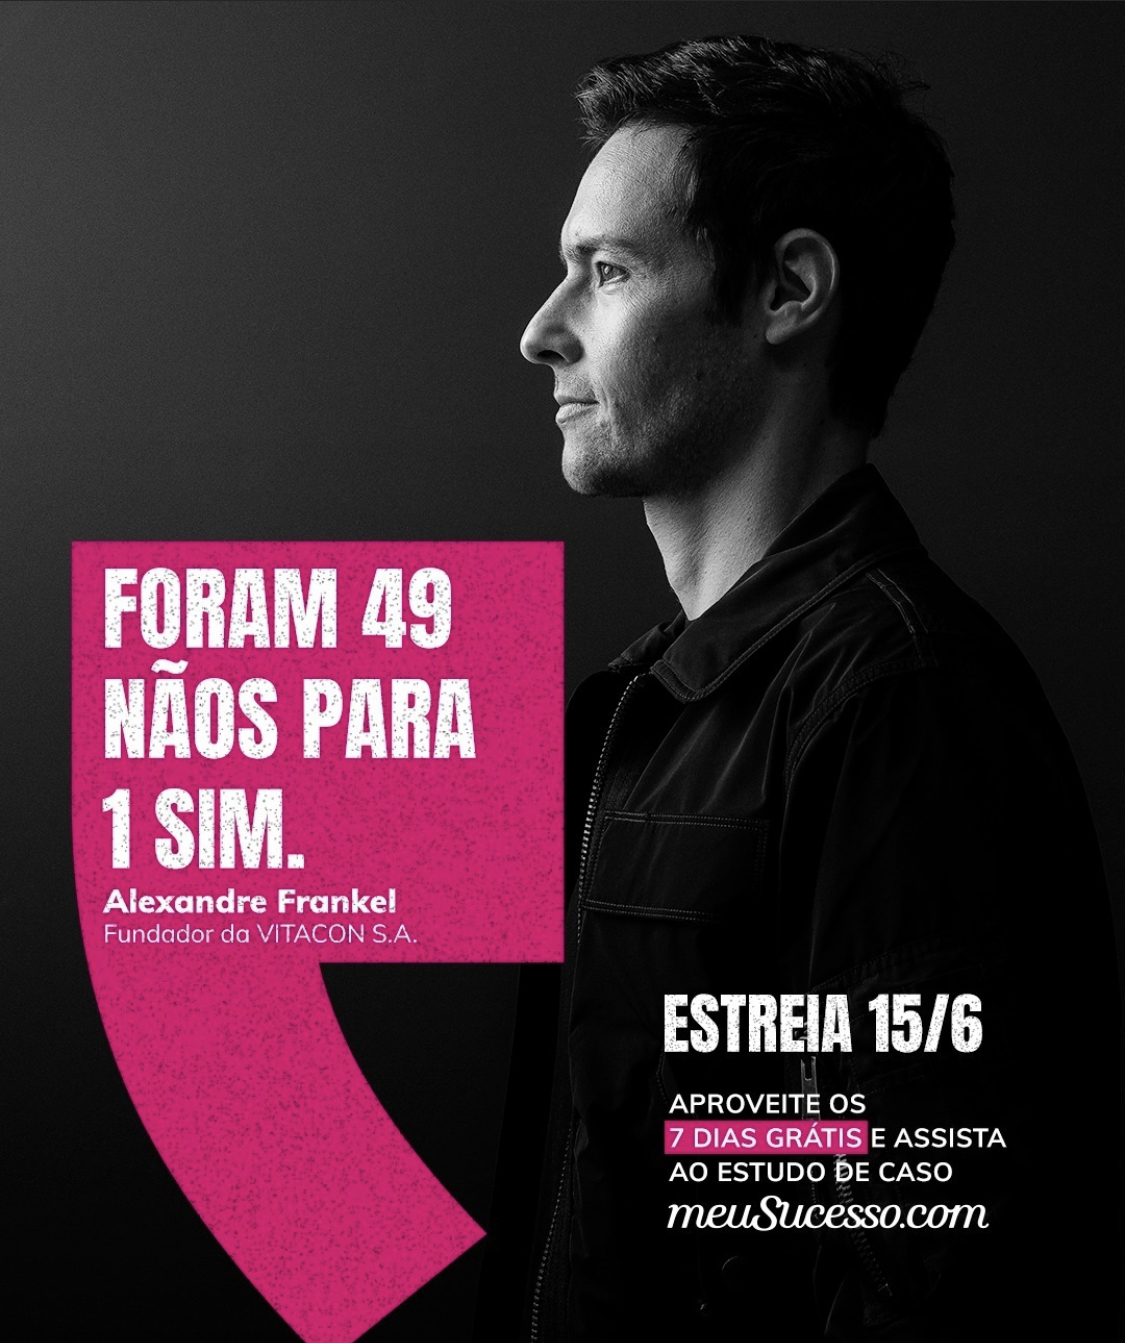 FORAM 49
NÃOS PARA
1 SIM.
Alexandre Frankel
Fundador da VITACON S.A.
ESTREIA 15/6
APROVEITE OS
7 DIAS GRÁTIS E ASSISTA
AO ESTUDO DE CASO
meuSucesso.com